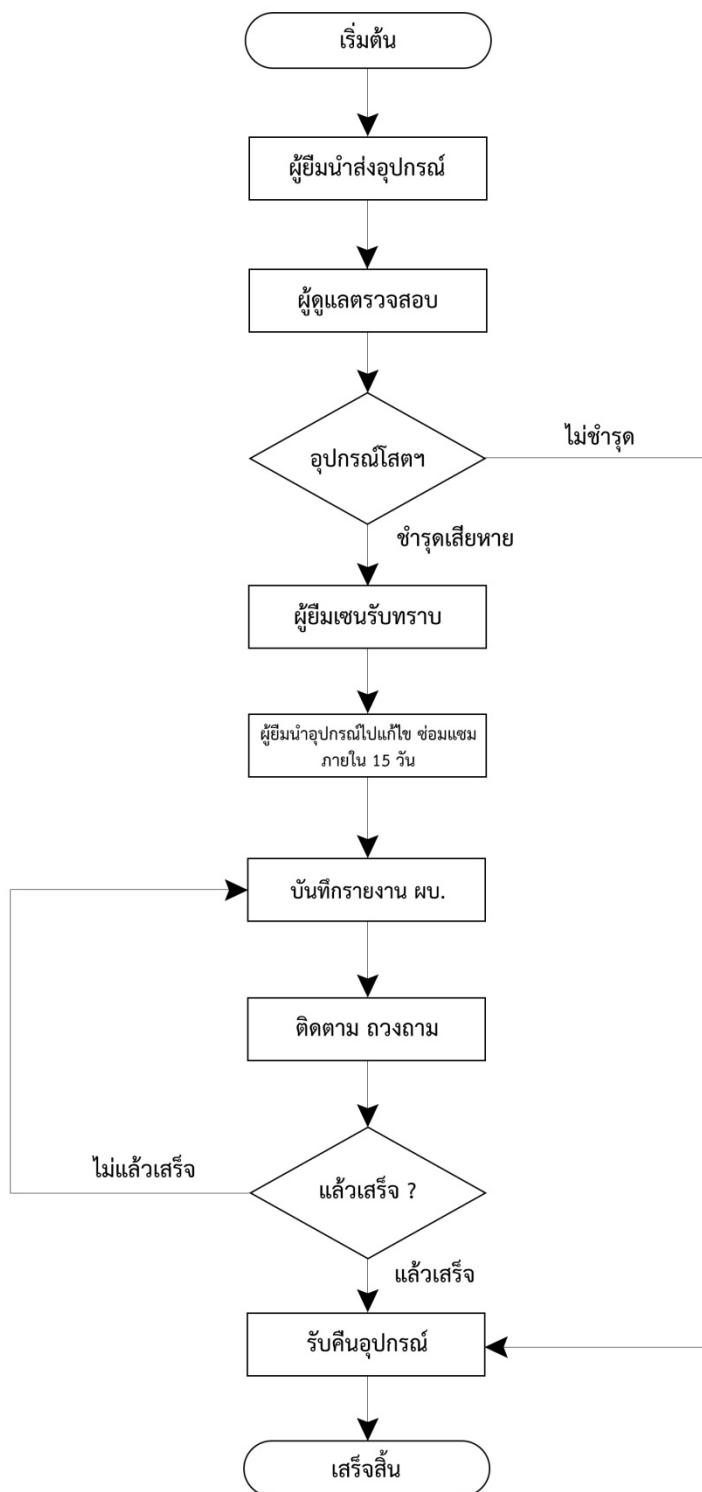 เริ่มต้น
ผู้ยืมนำส่งอุปกรณ์
ผู้ดูแลตรวจสอบ
อุปกรณ์โสตฯ
ไม่ชำรุด
ชำรุดเสียหาย
ผู้ยืมเซนรับทราบ
ผู้ยืมนำอุปกรณ์ไปแก้ไข ซ่อมแซม
ภายใน 15 วัน
บันทึกรายงาน ผบ.
ติดตาม ถวงถาม
ไม่แล้วเสร็จ
แล้วเสร็จ ?
แล้วเสร็จ
รับคืนอุปกรณ์
เสร็จสิ้น